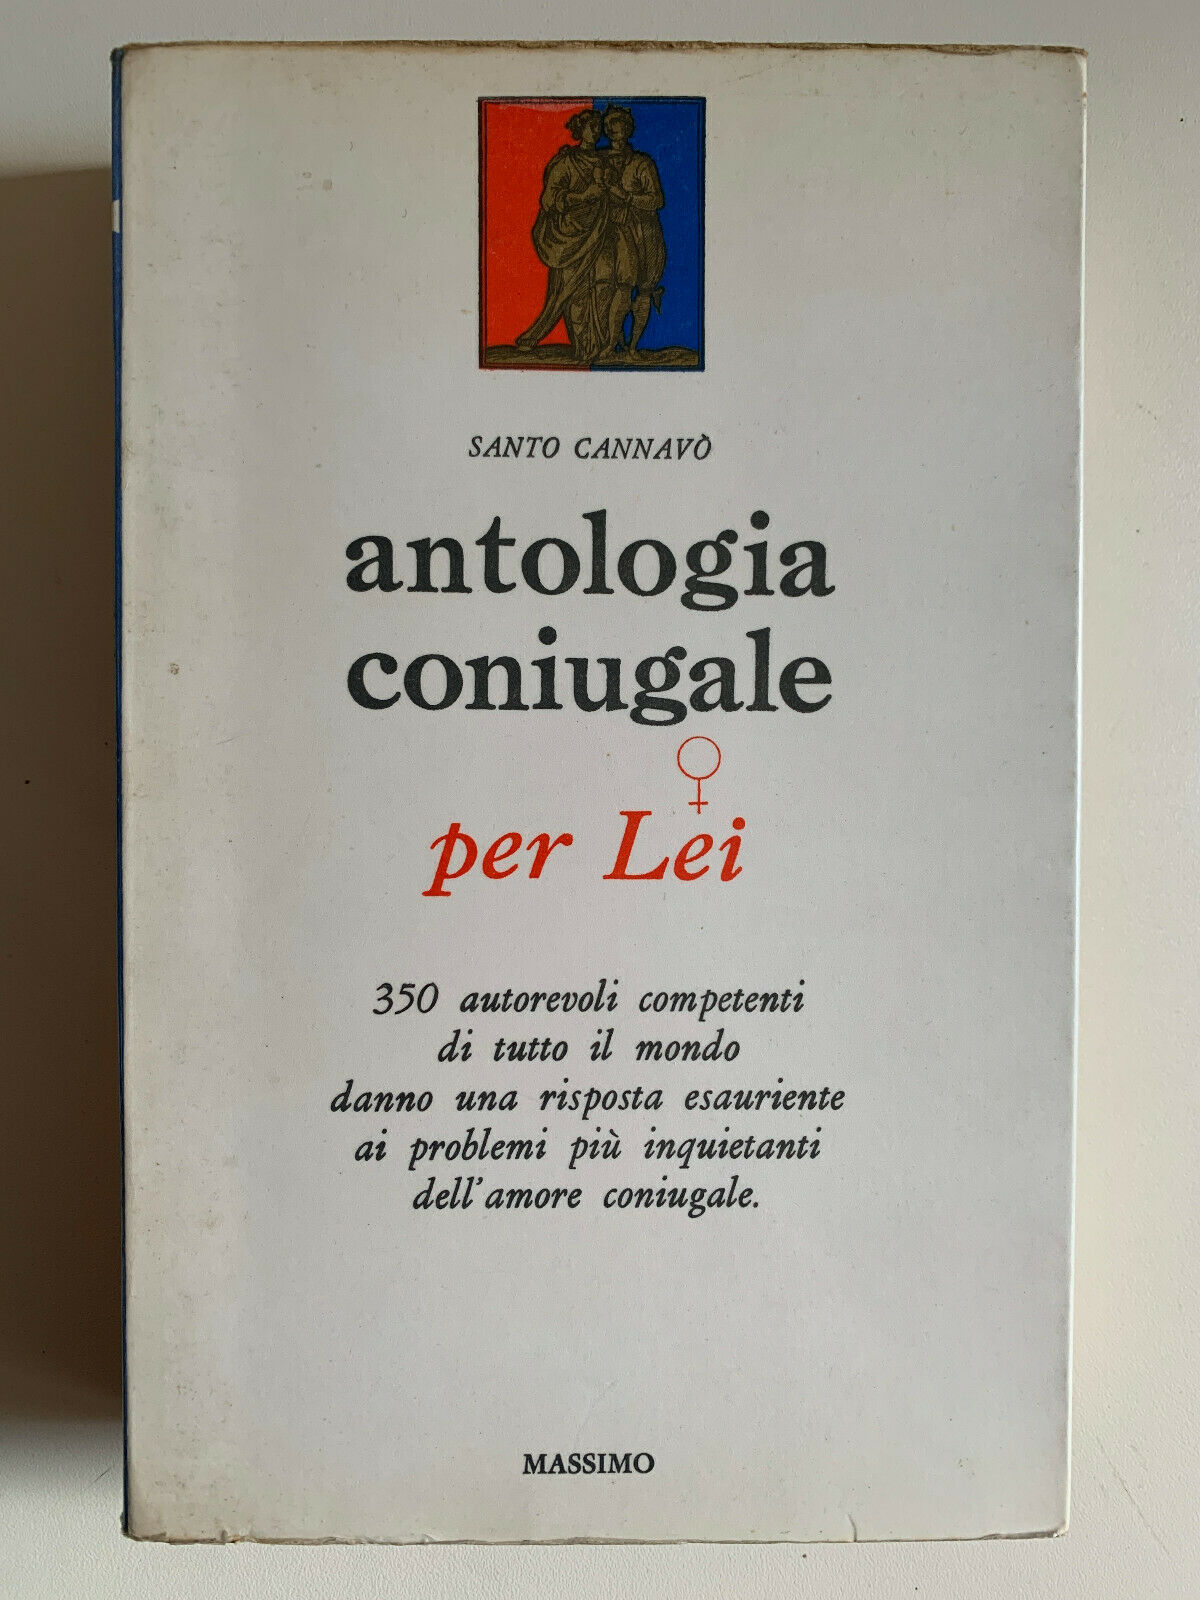 SANTO CANNAVÒ
antologia
coniugale
per Lei
350 autorevoli competenti
di tutto il mondo
danno una risposta esauriente
ai problemi più inquietanti
dell'amore coniugale.
MASSIMO